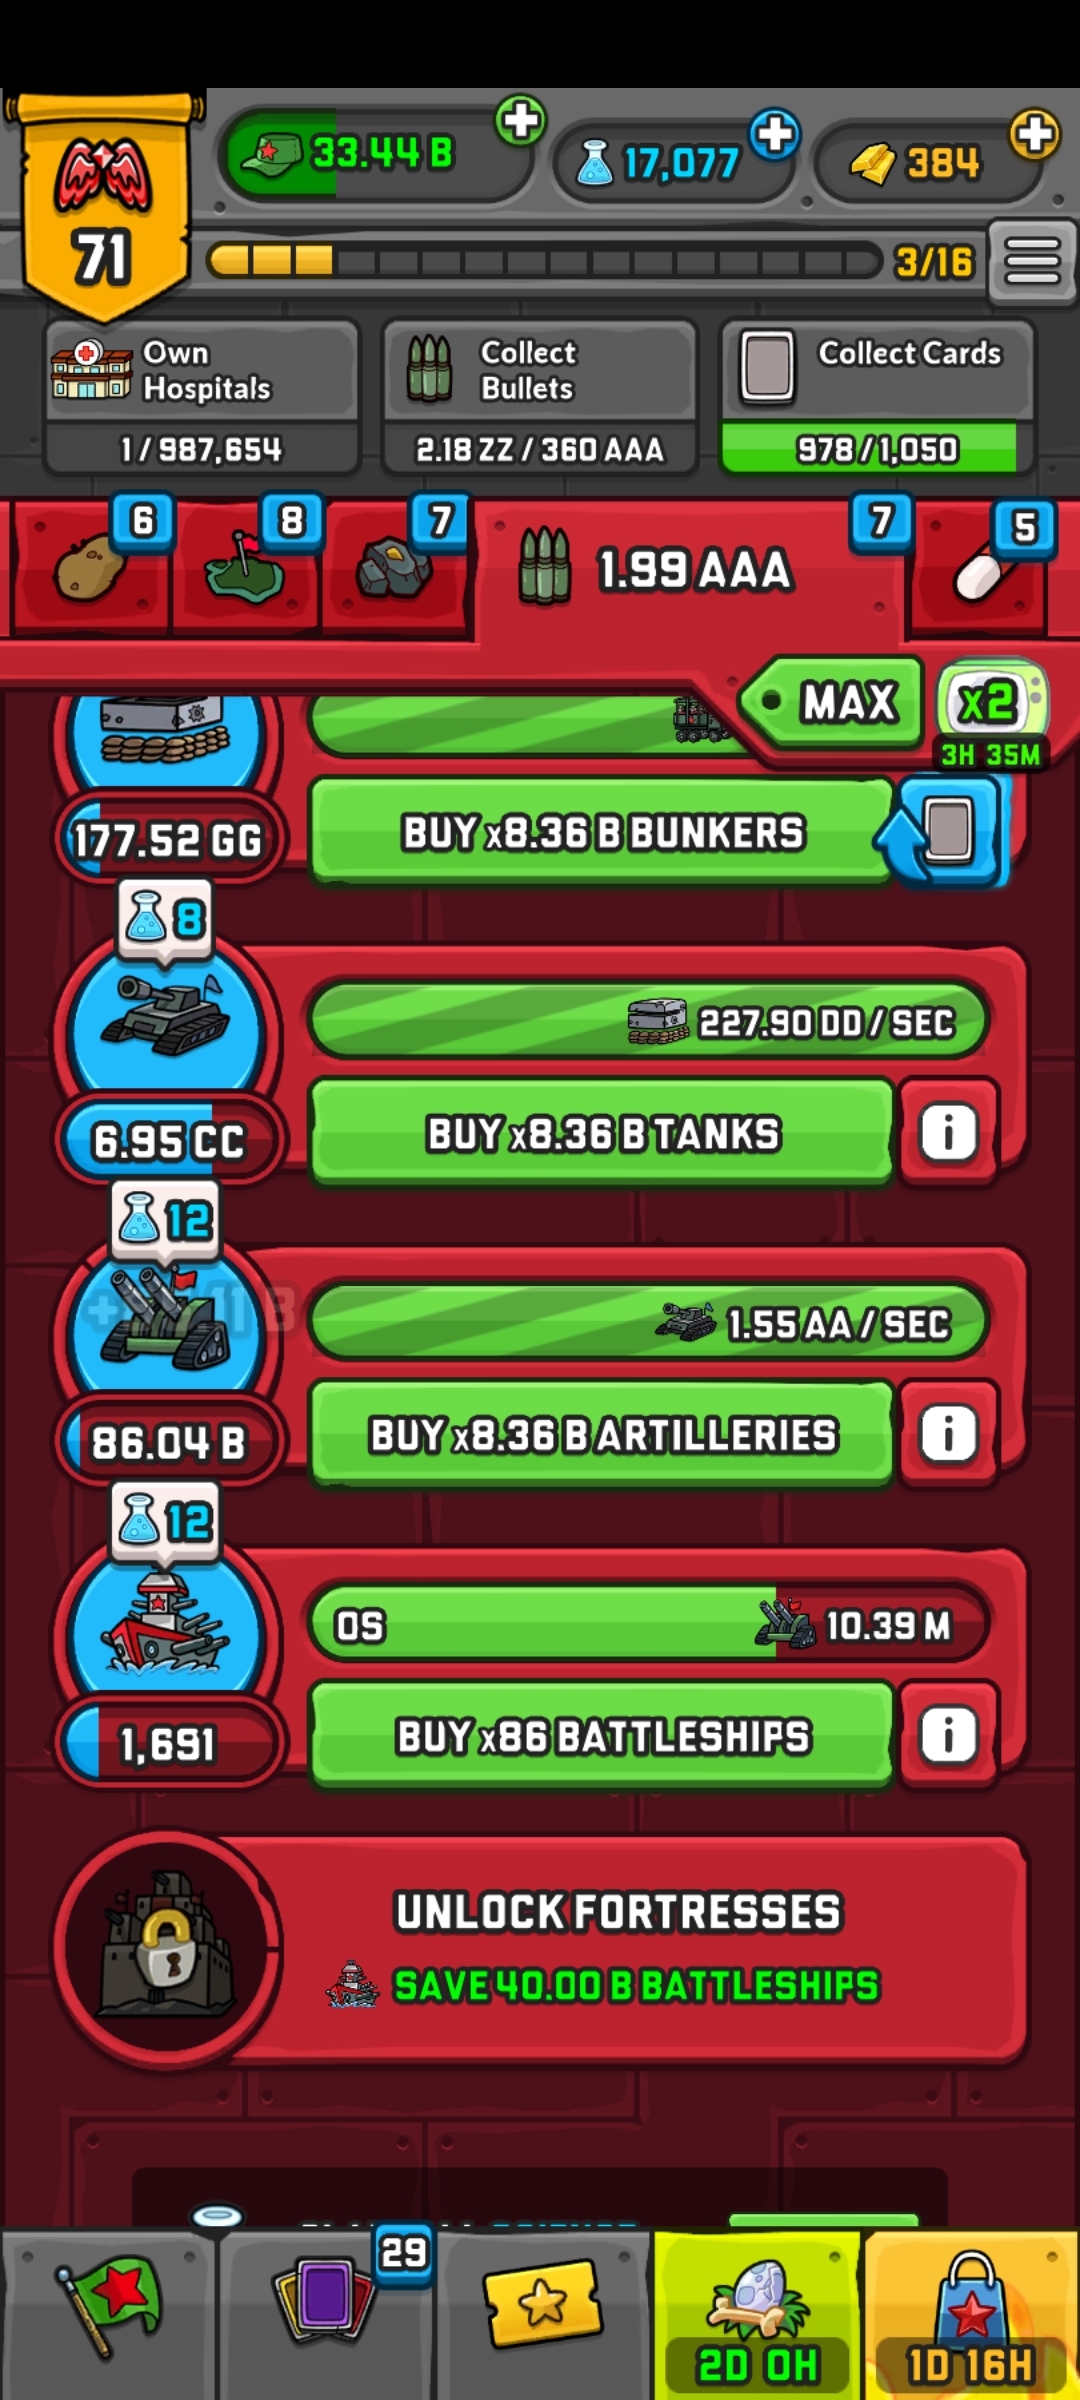 33.44 B
17,077
384
71
3/16
Own Hospitals
1 / 987,654
Collect Bullets
2.18 ZZ / 360 AAA
Collect Cards
978 / 1,050
6
8
7
1.99 AAA
7
5
MAX
x2
3H 35M
177.52 GG
BUY x8.36 B BUNKERS
8
227.90 DD / SEC
6.95 CC
BUY x8.36 B TANKS
12
1.55 AA / SEC
86.04 B
BUY x8.36 B ARTILLERIES
12
0S
10.39 M
1,691
BUY x86 BATTLESHIPS
UNLOCK FORTRESSES
SAVE 40.00 B BATTLESHIPS
29
2D 0H
1D 16H